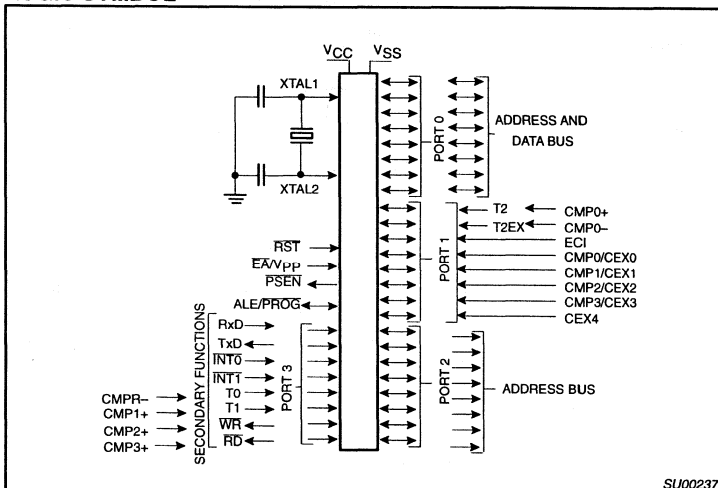 VCC VSS
XTAL1
XTAL2
PORT 0
ADDRESS AND
DATA BUS
RST
EA/VPP
PSEN
ALE/PROG
PORT 1
T2 CMP0+
T2EX CMP0–
ECI
CMP0/CEX0
CMP1/CEX1
CMP2/CEX2
CMP3/CEX3
CEX4
SECONDARY FUNCTIONS
RxD
TxD
INT0
INT1
T0
T1
WR
RD
CMPR–
CMP1+
CMP2+
CMP3+
PORT 3
PORT 2
ADDRESS BUS
SU00237